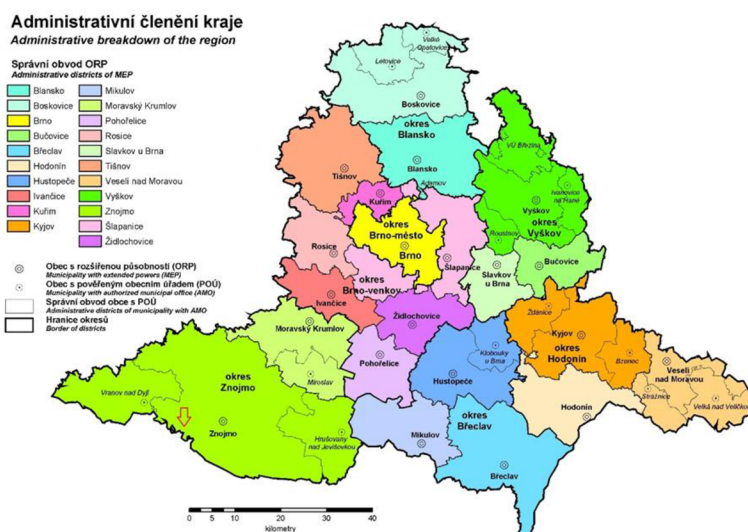 Administrativní členění kraje
Administrative breakdown of the region
Správní obvod ORP
Administrative districts of MEP
Blansko
Boskovice
Brno
Bučovice
Břeclav
Hodonín
Hustopeče
Ivančice
Kuřim
Kyjov
Mikulov
Moravský Krumlov
Pohořelice
Rosice
Slavkov u Brna
Tišnov
Veselí nad Moravou
Vyškov
Znojmo
Šlapanice
Židlochovice
Obec s rozšířenou působností (ORP)
Municipality with extended powers (MEP)
Obec s pověřeným obecním úřadem (POÚ)
Municipality with authorized municipal office (AMO)
Správní obvod obce s POÚ
Administrative districts of municipality with AMO
Hranice okresů
Border of districts
Velké
Opatovice
Letovice
Boskovice
okres
Blansko
Blansko
Adamov
Tišnov
Kuřim
VÚ Březina
Ivanovice
na Hané
Vyškov
okres
Vyškov
Rousínov
okres
Brno-město
Brno
Rosice
Šlapanice
Slavkov
u Brna
Bučovice
okres
Brno-venkov
Ivančice
Židlochovice
Ždánice
Kyjov
okres
Hodonín
Bzenec
Moravský Krumlov
Miroslav
Pohořelice
Klobouky
u Brna
Hustopeče
Veselí
nad Moravou
Strážnice
Velká nad Veličkou
Hodonín
okres
Znojmo
Vranov nad Dyjí
Znojmo
Hrušovany
nad Jevišovkou
Mikulov
okres
Břeclav
Břeclav
0 5 10 20 30 40
kilometry